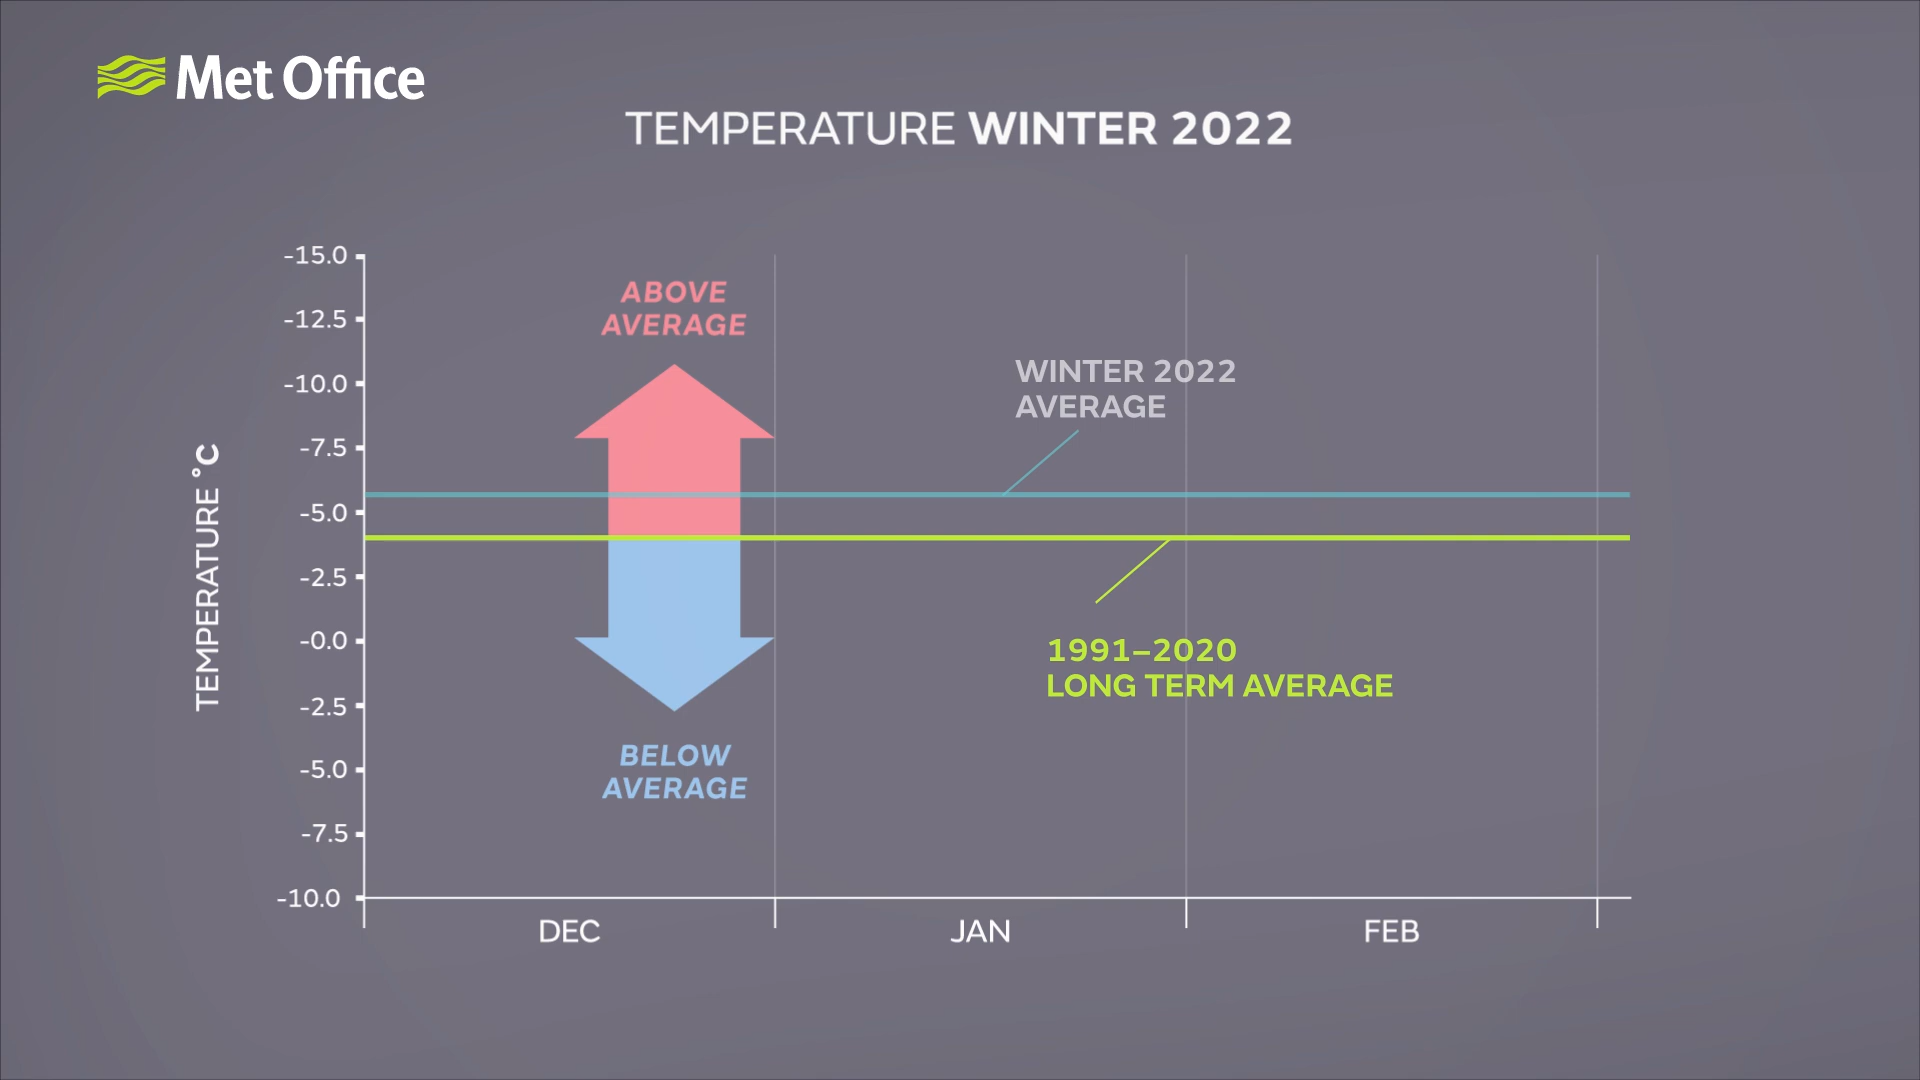 Met Office
TEMPERATURE WINTER 2022
-15.0
-12.5
-10.0
-7.5
-5.0
-2.5
-0.0
-2.5
-5.0
-7.5
-10.0
TEMPERATURE °C
ABOVE
AVERAGE
BELOW
AVERAGE
WINTER 2022
AVERAGE
1991–2020
LONG TERM AVERAGE
DEC
JAN
FEB